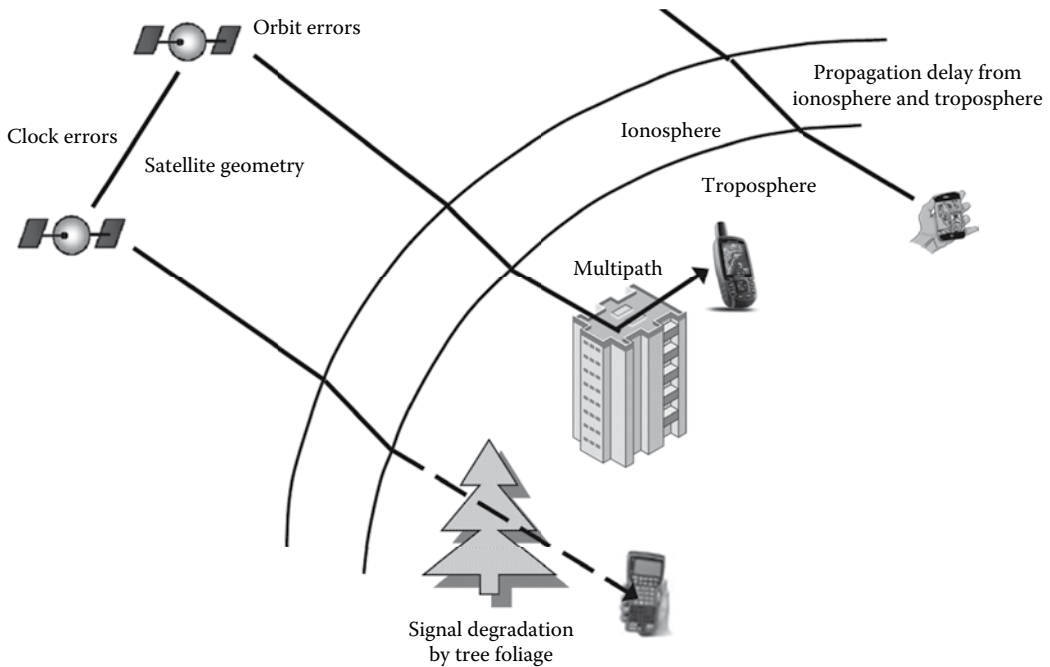 Orbit errors
Clock errors
Satellite geometry
Propagation delay from
ionosphere and troposphere
Ionosphere
Troposphere
Multipath
Signal degradation
by tree foliage